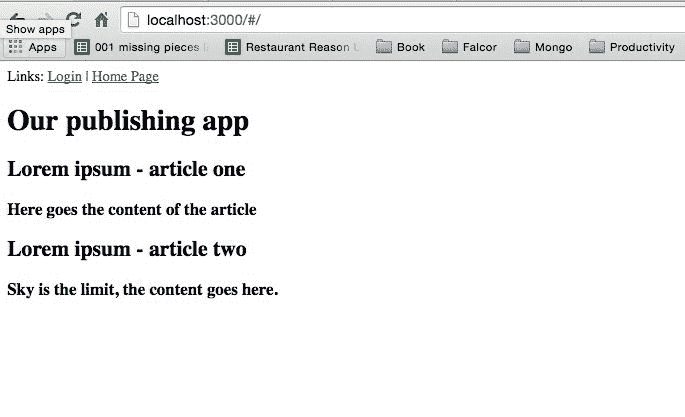 localhost:3000/#/
Show apps
Apps 001 missing pieces Restaurant Reason Book Falcor Mongo Productivity
Links: Login | Home Page
Our publishing app
Lorem ipsum - article one
Here goes the content of the article
Lorem ipsum - article two
Sky is the limit, the content goes here.